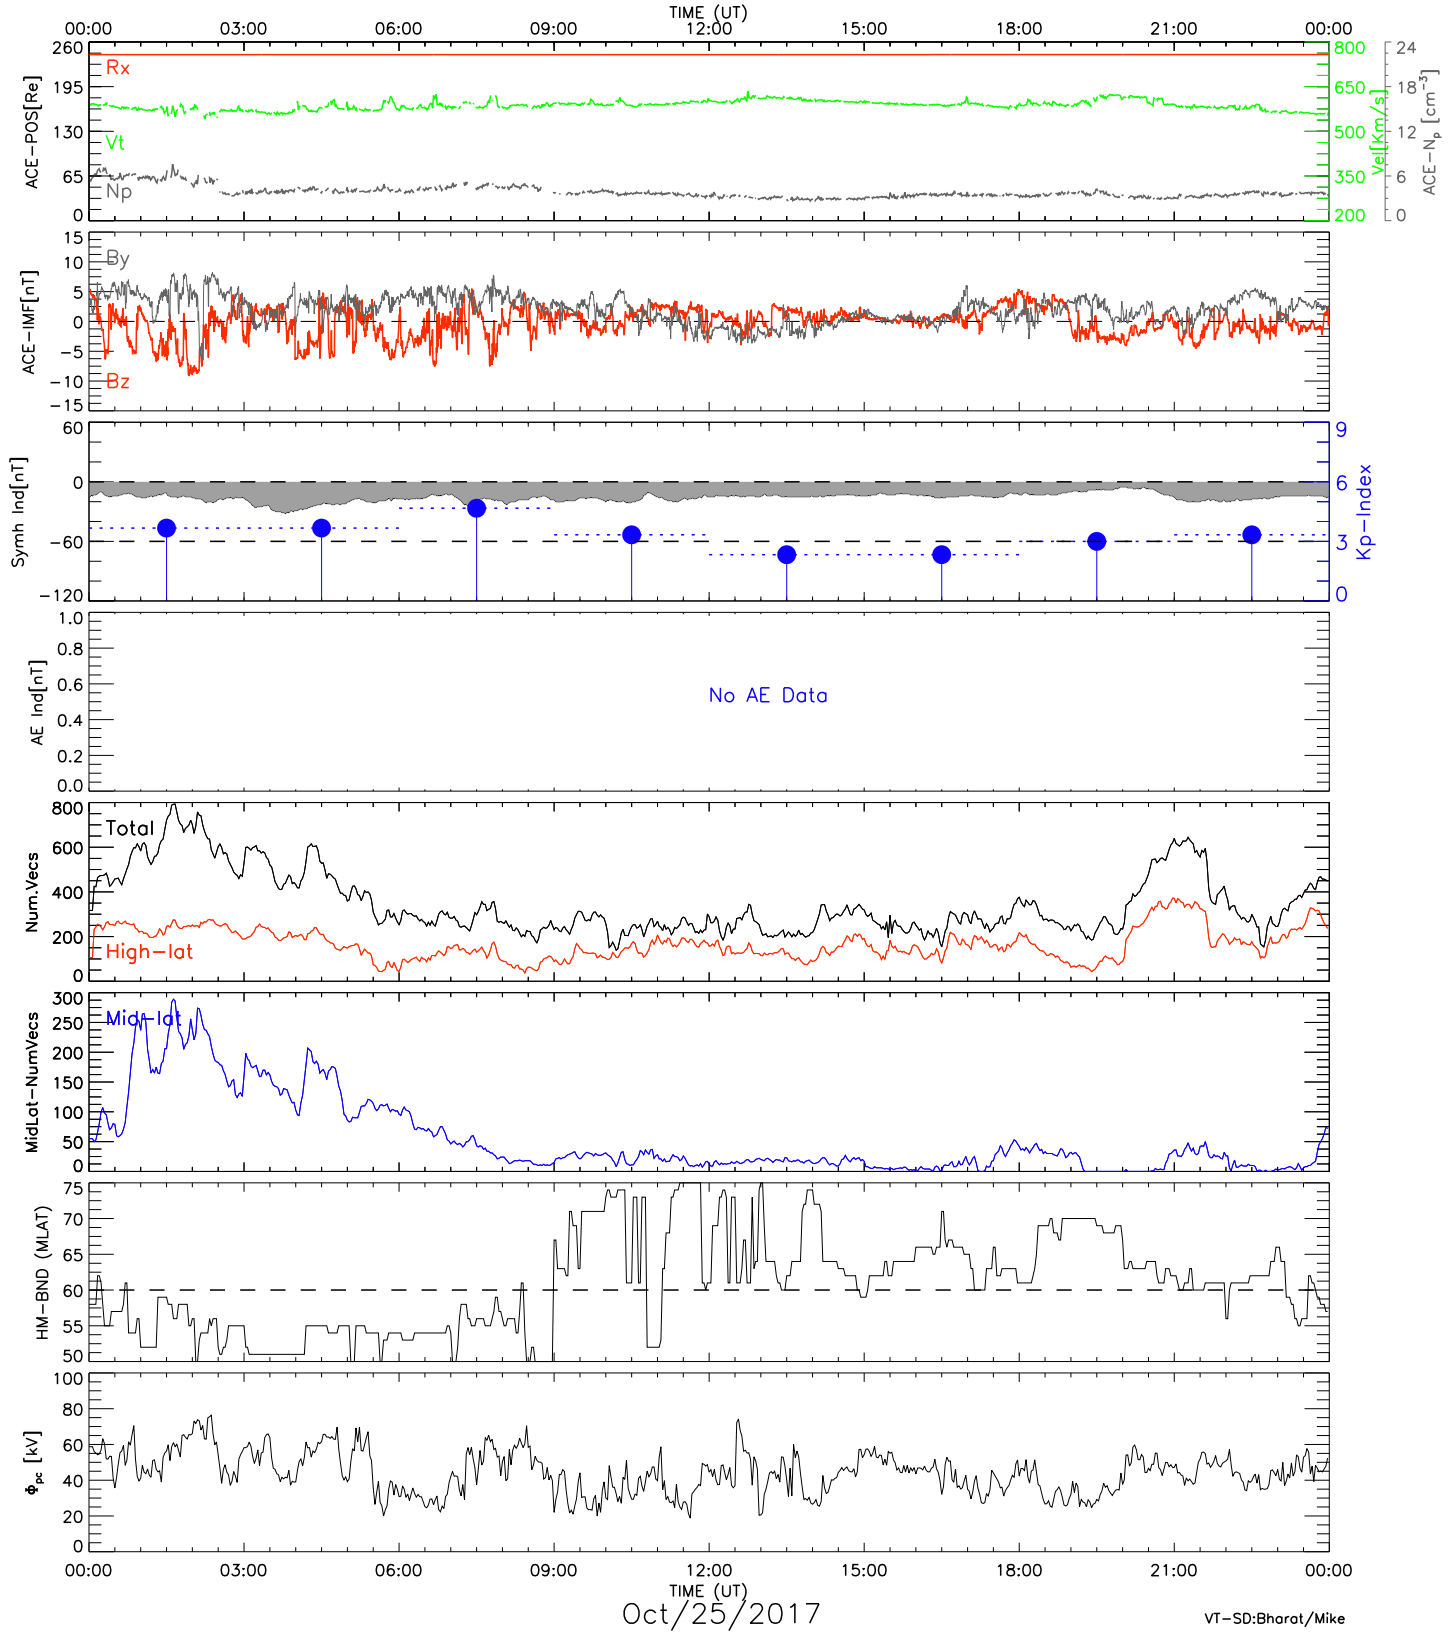 TIME (UT)
00:00 03:00 06:00 09:00 12:00 15:00 18:00 21:00 00:00
260 195 130 65 0
ACE-POS[Re]
Rx
Vt
Np
800 650 500 350 200
Vel[Km/s]
24 18 12 6 0
ACE-Nₚ [cm⁻³]
15 10 5 0 -5 -10 -15
ACE-IMF[nT]
By
Bz
60 0 -60 -120
Symh Ind[nT]
9 6 3 0
Kp-Index
1.0 0.8 0.6 0.4 0.2 0.0
AE Ind[nT]
No AE Data
800 600 400 200 0
Num.Vecs
Total
High-lat
300 250 200 150 100 50 0
MidLat-NumVecs
Mid-lat
75 70 65 60 55 50
HM-BND (MLAT)
100 80 60 40 20 0
Φpc [kV]
00:00 03:00 06:00 09:00 12:00 15:00 18:00 21:00 00:00
TIME (UT)
Oct/25/2017
VT-SD:Bharat/Mike